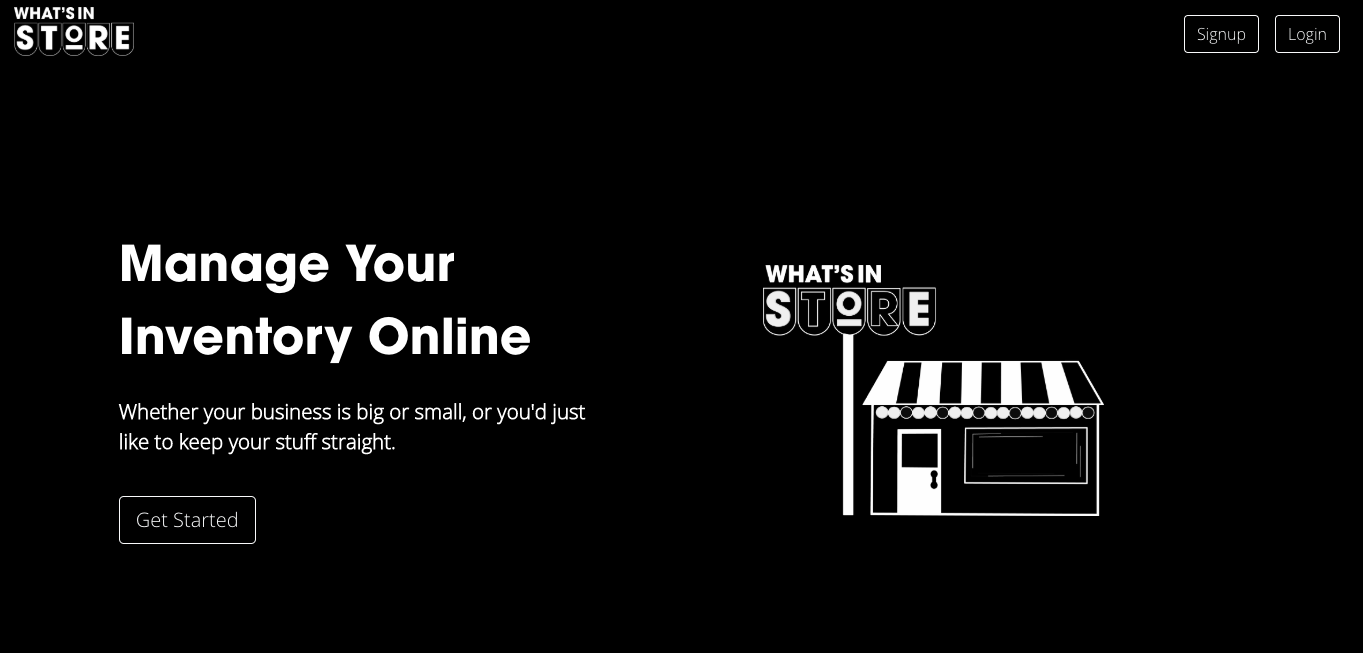 WHAT'S IN
STORE
Signup
Login
Manage Your
Inventory Online
Whether your business is big or small, or you'd just
like to keep your stuff straight.
Get Started
WHAT'S IN
STORE